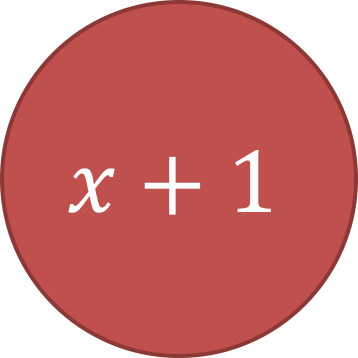 x + 1